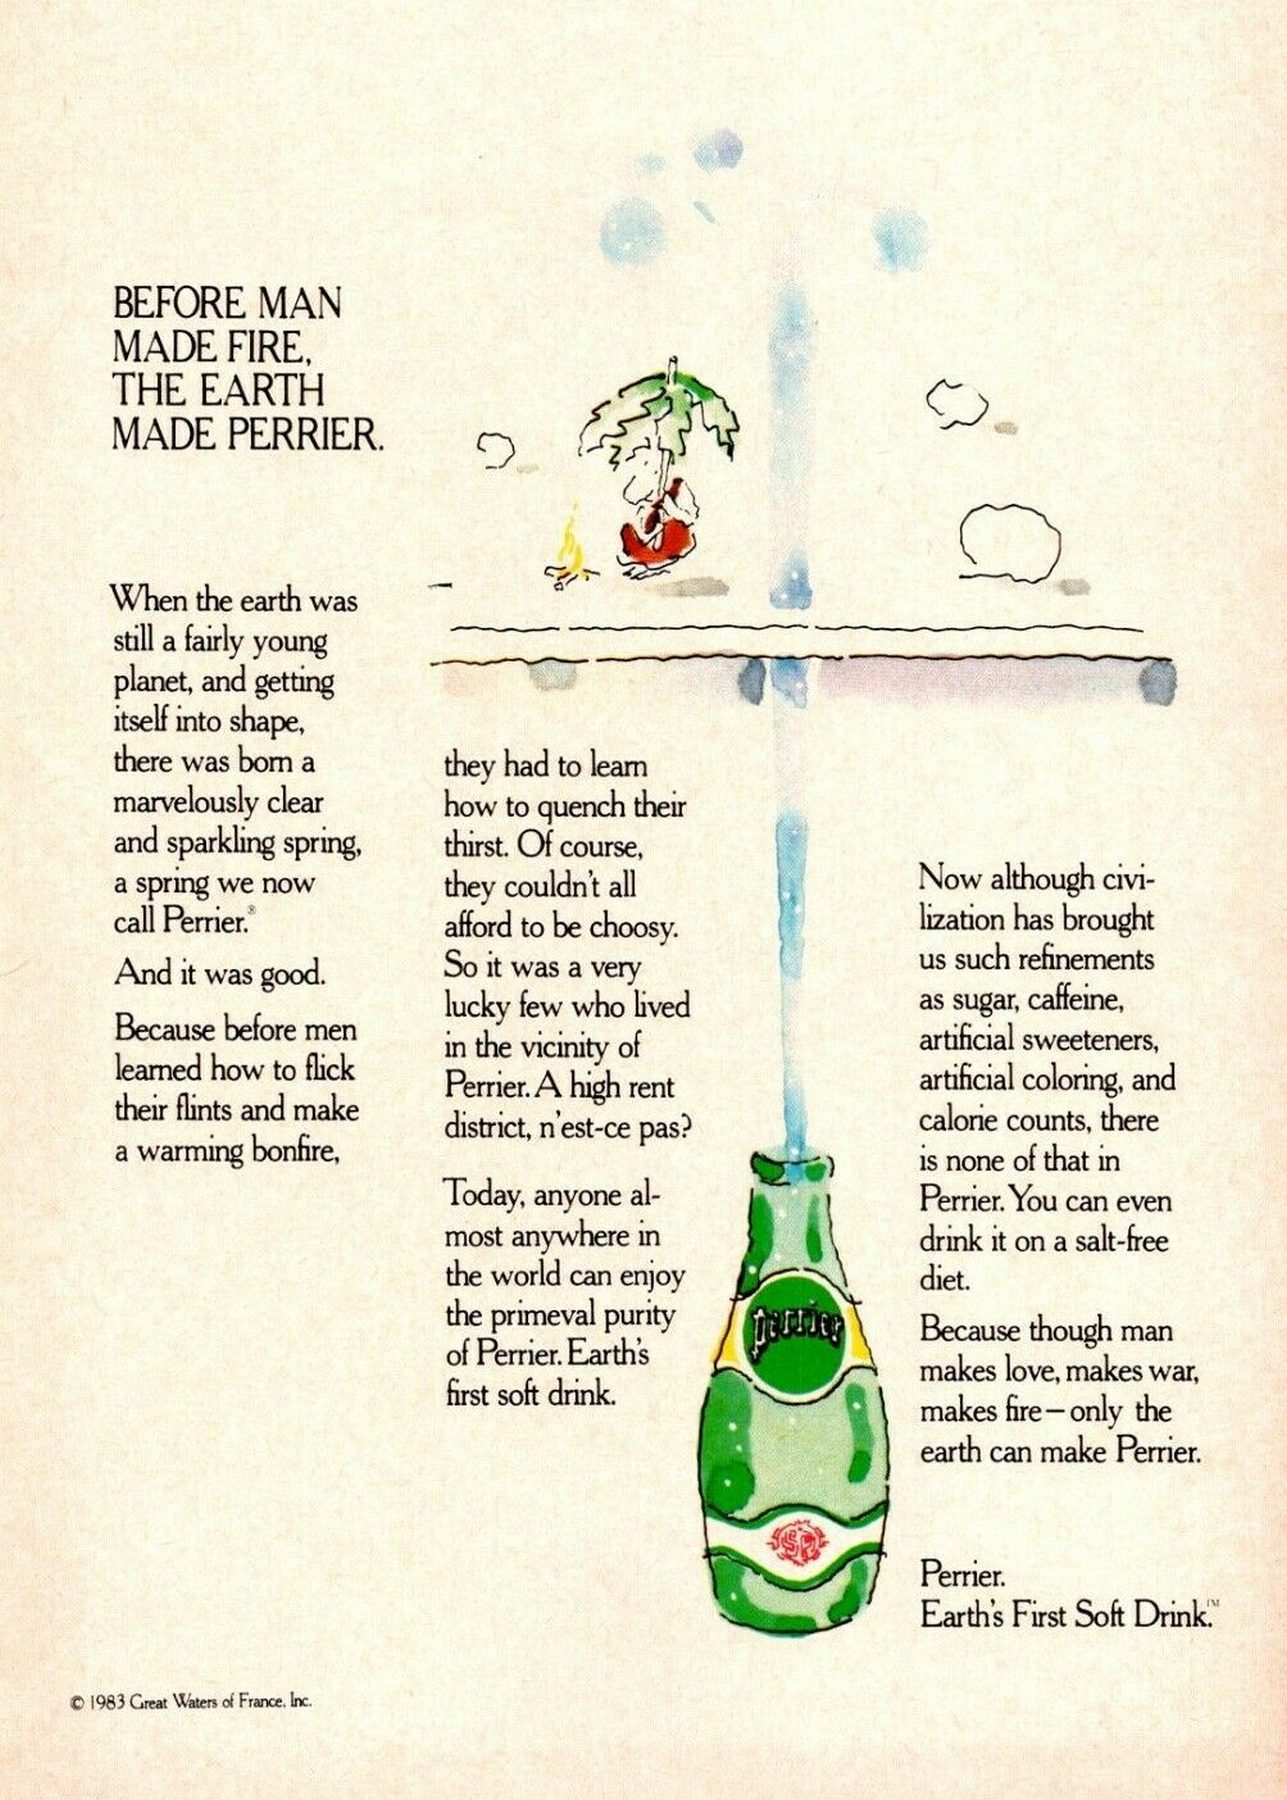 BEFORE MAN
MADE FIRE,
THE EARTH
MADE PERRIER.
When the earth was
still a fairly young
planet, and getting
itself into shape,
there was born a
marvelously clear
and sparkling spring,
a spring we now
call Perrier.®
And it was good.
Because before men
learned how to flick
their flints and make
a warming bonfire,
they had to learn
how to quench their
thirst. Of course,
they couldn't all
afford to be choosy.
So it was a very
lucky few who lived
in the vicinity of
Perrier. A high rent
district, n'est-ce pas?
Today, anyone al-
most anywhere in
the world can enjoy
the primeval purity
of Perrier. Earth's
first soft drink.
Now although civi-
lization has brought
us such refinements
as sugar, caffeine,
artificial sweeteners,
artificial coloring, and
calorie counts, there
is none of that in
Perrier. You can even
drink it on a salt-free
diet.
Because though man
makes love, makes war,
makes fire—only the
earth can make Perrier.
Perrier.
Earth's First Soft Drink.™
perrier
SP
© 1983 Great Waters of France, Inc.